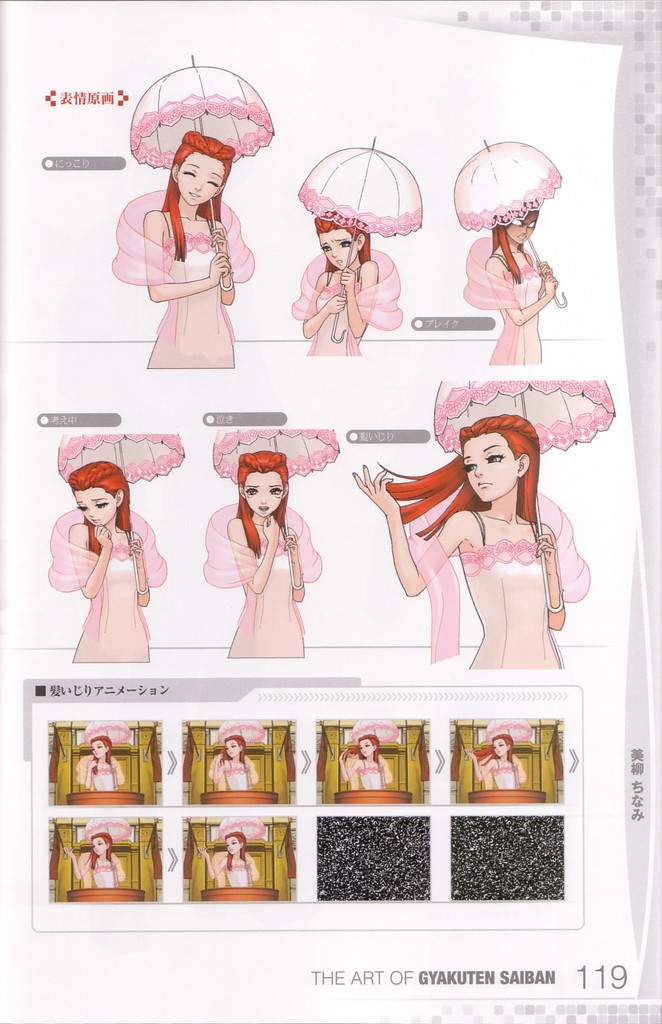 表情原画
にっこり
ブレイク
考え中
泣き
髪いじり
■髪いじりアニメーション
美柳 ちなみ
THE ART OF GYAKUTEN SAIBAN 119